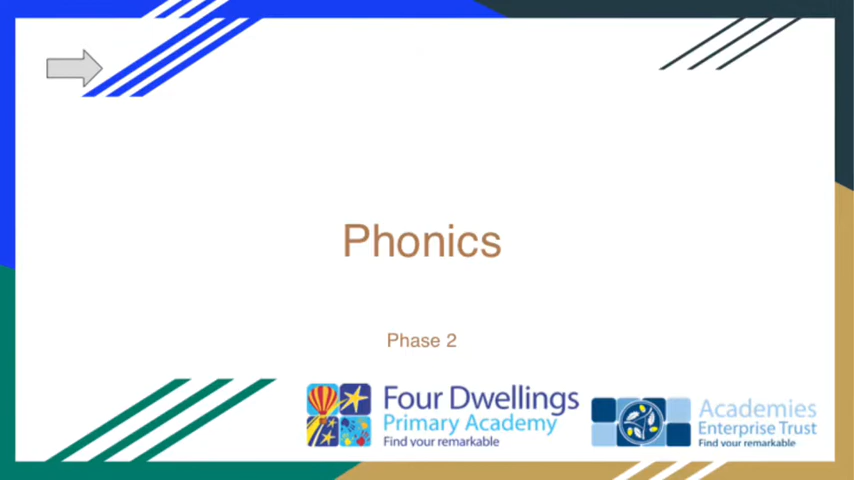 Phonics
Phase 2
Four Dwellings
Primary Academy
Find your remarkable
Academies
Enterprise Trust
Find your remarkable